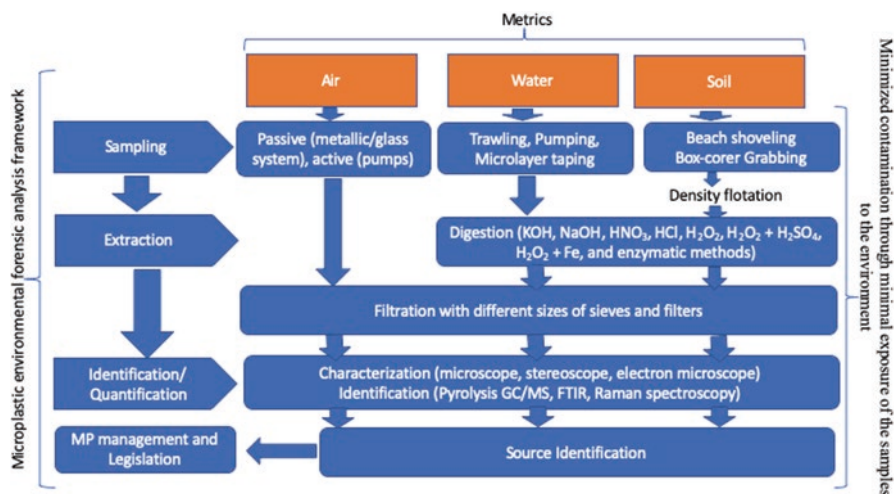 Metrics
Air
Water
Soil
Microplastic environmental forensic analysis framework
Sampling
Passive (metallic/glass
system), active (pumps)
Trawling, Pumping,
Microlayer taping
Beach shoveling
Box-corer Grabbing
Density flotation
Extraction
Digestion (KOH, NaOH, HNO₃, HCl, H₂O₂, H₂O₂ + H₂SO₄,
H₂O₂ + Fe, and enzymatic methods)
Filtration with different sizes of sieves and filters
Identification/
Quantification
Characterization (microscope, stereoscope, electron microscope)
Identification (Pyrolysis GC/MS, FTIR, Raman spectroscopy)
MP management and
Legislation
Source Identification
Minimized contamination through minimal exposure of the samples
to the environment